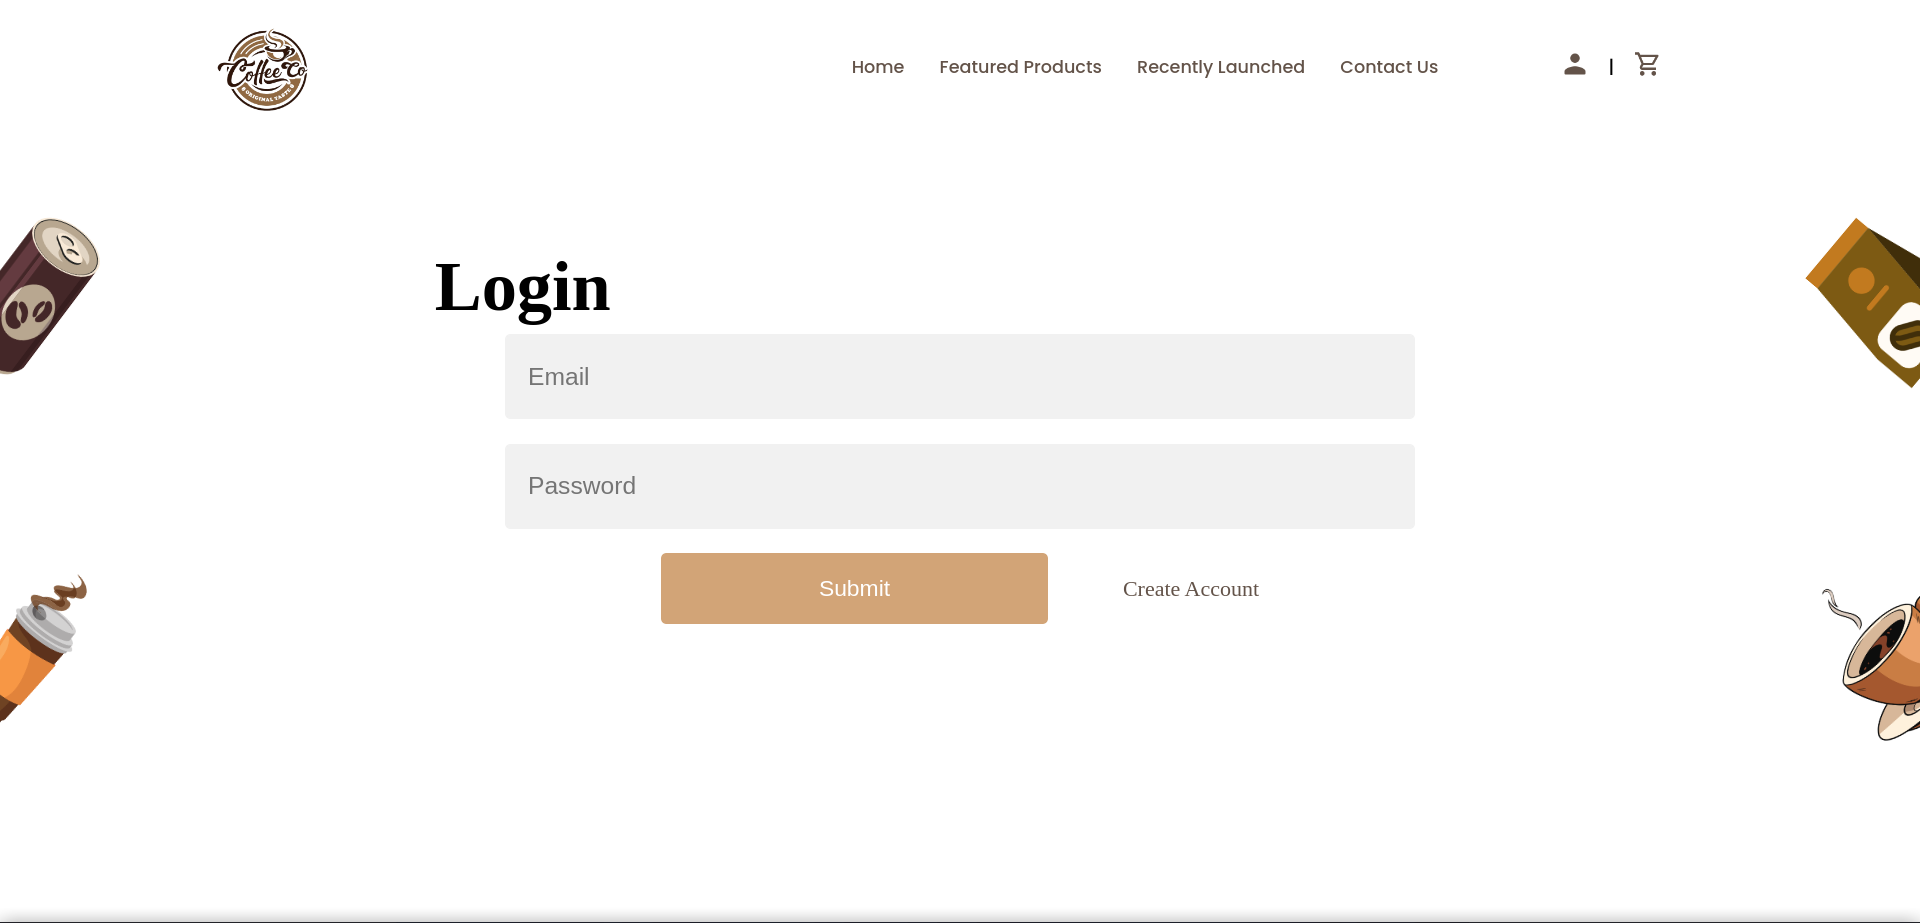 Coffee Co
ORIGINAL TASTE
Home Featured Products Recently Launched Contact Us |
Login
Email
Password
Submit Create Account